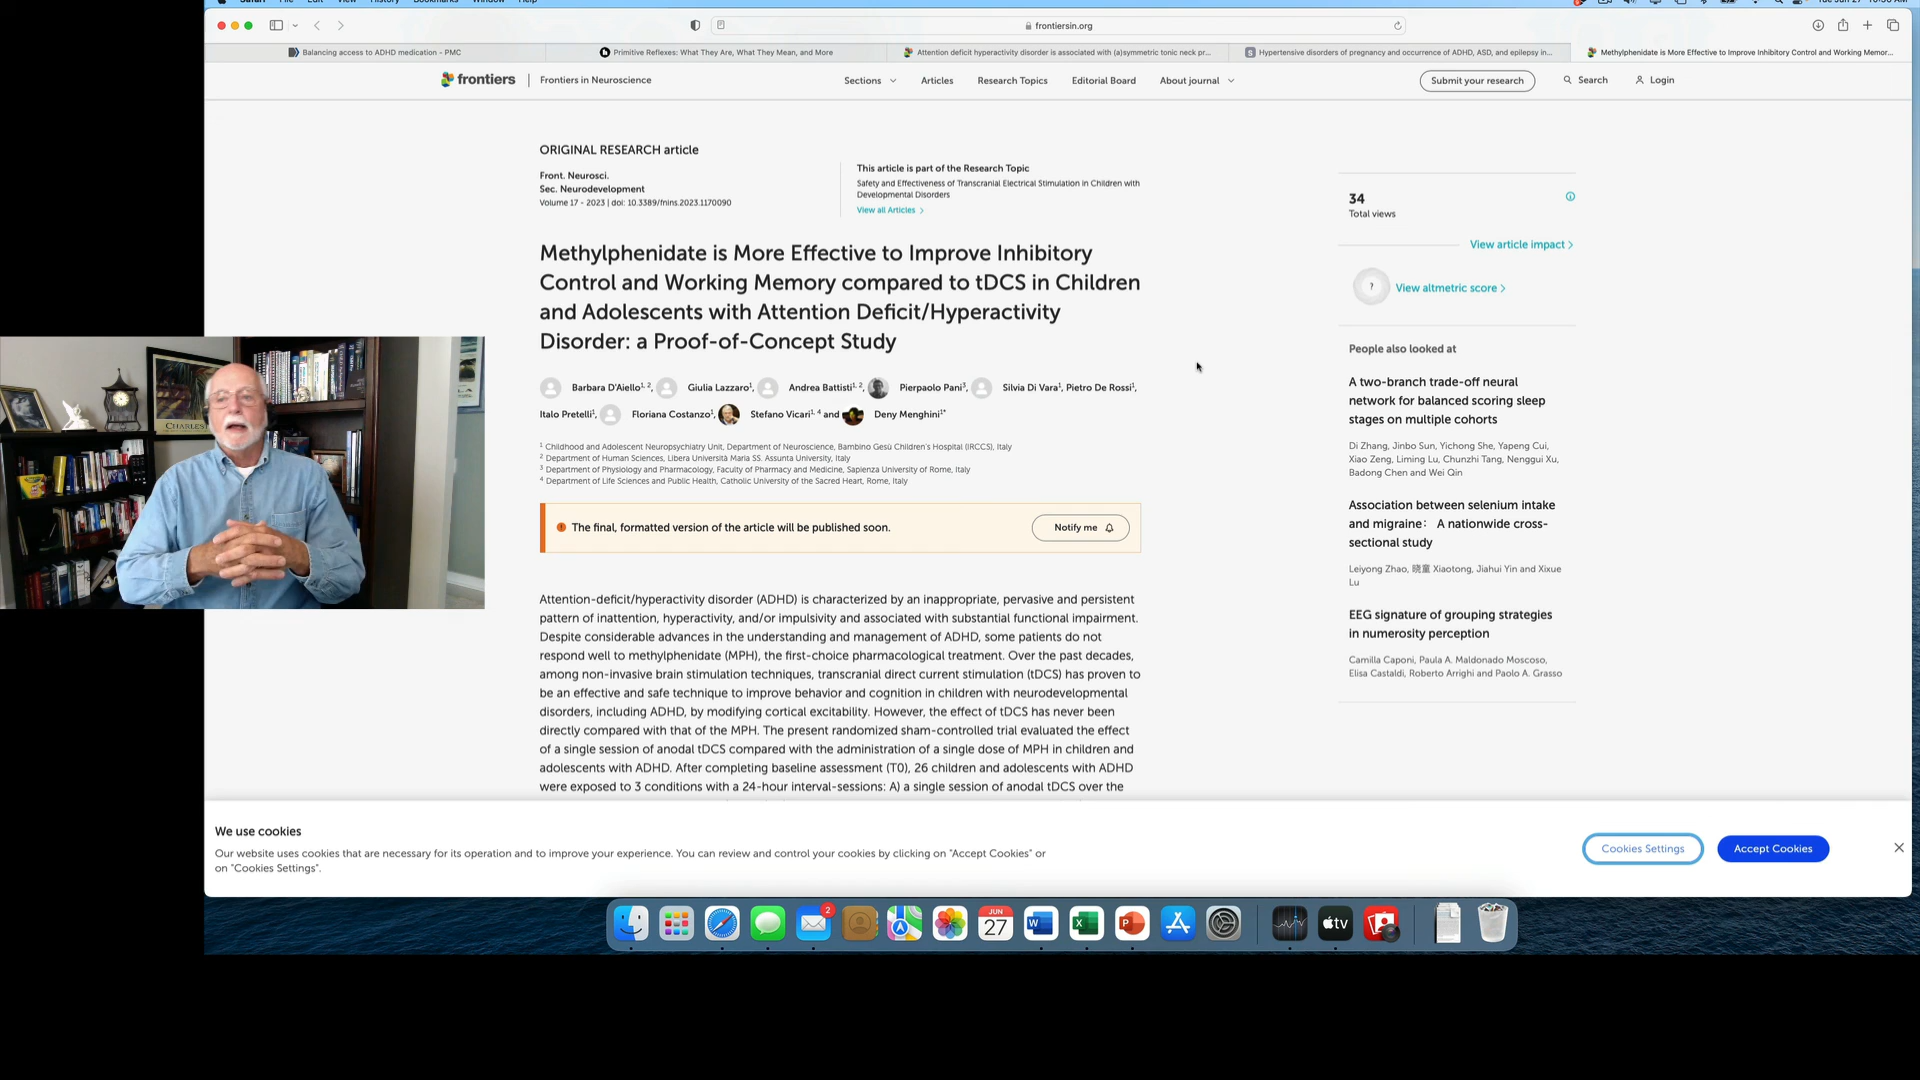 Safari File Edit View History Bookmarks Window Help
frontiersin.org
Balancing access to ADHD medication - PMC
Primitive Reflexes: What They Are, What They Mean, and More
Attention deficit hyperactivity disorder is associated with (a)symmetric tonic neck pr...
Hypertensive disorders of pregnancy and occurrence of ADHD, ASD, and epilepsy in...
Methylphenidate is More Effective to Improve Inhibitory Control and Working Memor...
frontiers Frontiers in Neuroscience
Sections Articles Research Topics Editorial Board About journal
Submit your research Search Login
ORIGINAL RESEARCH article
Front. Neurosci.
Sec. Neurodevelopment
Volume 17 - 2023 | doi: 10.3389/fnins.2023.1170090
This article is part of the Research Topic
Safety and Effectiveness of Transcranial Electrical Stimulation in Children with
Developmental Disorders
View all Articles
Methylphenidate is More Effective to Improve Inhibitory
Control and Working Memory compared to tDCS in Children
and Adolescents with Attention Deficit/Hyperactivity
Disorder: a Proof-of-Concept Study
Barbara D'Aiello1, 2, Giulia Lazzaro1, Andrea Battisti1, 2, Pierpaolo Pani3, Silvia Di Vara1, Pietro De Rossi1,
Italo Pretelli1, Floriana Costanzo1, Stefano Vicari1, 4 and Deny Menghini1*
1 Childhood and Adolescent Neuropsychiatry Unit, Department of Neuroscience, Bambino Gesù Children's Hospital (IRCCS), Italy
2 Department of Human Sciences, Libera Università Maria SS. Assunta University, Italy
3 Department of Physiology and Pharmacology, Faculty of Pharmacy and Medicine, Sapienza University of Rome, Italy
4 Department of Life Sciences and Public Health, Catholic University of the Sacred Heart, Rome, Italy
The final, formatted version of the article will be published soon.
Notify me
Attention-deficit/hyperactivity disorder (ADHD) is characterized by an inappropriate, pervasive and persistent
pattern of inattention, hyperactivity, and/or impulsivity and associated with substantial functional impairment.
Despite considerable advances in the understanding and management of ADHD, some patients do not
respond well to methylphenidate (MPH), the first-choice pharmacological treatment. Over the past decades,
among non-invasive brain stimulation techniques, transcranial direct current stimulation (tDCS) has proven to
be an effective and safe technique to improve behavior and cognition in children with neurodevelopmental
disorders, including ADHD, by modifying cortical excitability. However, the effect of tDCS has never been
directly compared with that of the MPH. The present randomized sham-controlled trial evaluated the effect
of a single session of anodal tDCS compared with the administration of a single dose of MPH in children and
adolescents with ADHD. After completing baseline assessment (T0), 26 children and adolescents with ADHD
were exposed to 3 conditions with a 24-hour interval-sessions: A) a single session of anodal tDCS over the
34
Total views
View article impact
?
View altmetric score
People also looked at
A two-branch trade-off neural
network for balanced scoring sleep
stages on multiple cohorts
Di Zhang, Jinbo Sun, Yichong She, Yapeng Cui,
Xiao Zeng, Liming Lu, Chunzhi Tang, Nenggui Xu,
Badong Chen and Wei Qin
Association between selenium intake
and migraine： A nationwide cross-
sectional study
Leiyong Zhao, 晓童 Xiaotong, Jiahui Yin and Xixue
Lu
EEG signature of grouping strategies
in numerosity perception
Camilla Caponi, Paula A. Maldonado Moscoso,
Elisa Castaldi, Roberto Arrighi and Paolo A. Grasso
CHARLES
We use cookies
Our website uses cookies that are necessary for its operation and to improve your experience. You can review and control your cookies by clicking on "Accept Cookies" or
on "Cookies Settings".
Cookies Settings
Accept Cookies
2
JUN
27
tv